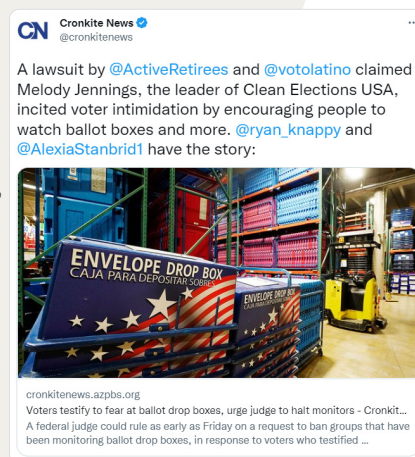 CN Cronkite News
@cronkitenews
A lawsuit by @ActiveRetirees and @votolatino claimed
Melody Jennings, the leader of Clean Elections USA,
incited voter intimidation by encouraging people to
watch ballot boxes and more. @ryan_knappy and
@AlexiaStanbrid1 have the story:
ENVELOPE DROP BOX
CAJA PARA DEPOSITAR SOBRES
ENVELOPE DROP BOX
CAJA PARA DEPOSITAR SOBRES
cronkitenews.azpbs.org
Voters testify to fear at ballot drop boxes, urge judge to halt monitors - Cronkit...
A federal judge could rule as early as Friday on a request to ban groups that have
been monitoring ballot drop boxes, in response to voters who testified ...